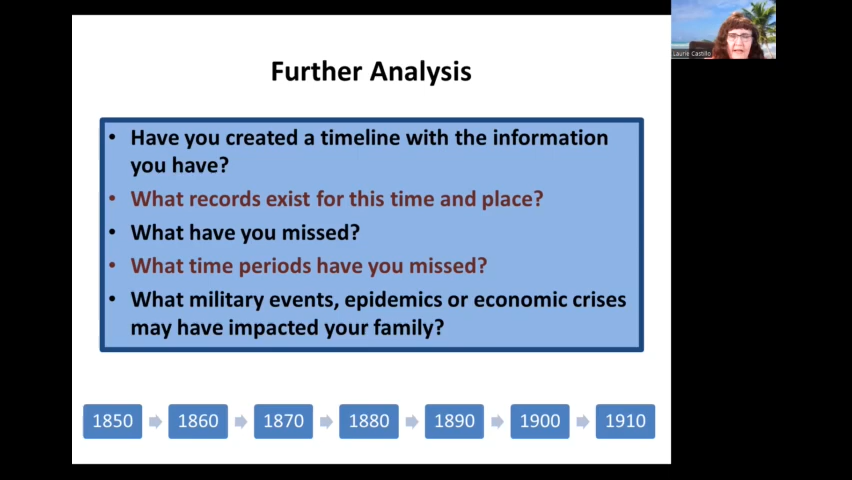 Further Analysis
Laurie Castillo
• Have you created a timeline with the information
you have?
• What records exist for this time and place?
• What have you missed?
• What time periods have you missed?
• What military events, epidemics or economic crises
may have impacted your family?
1850 1860 1870 1880 1890 1900 1910